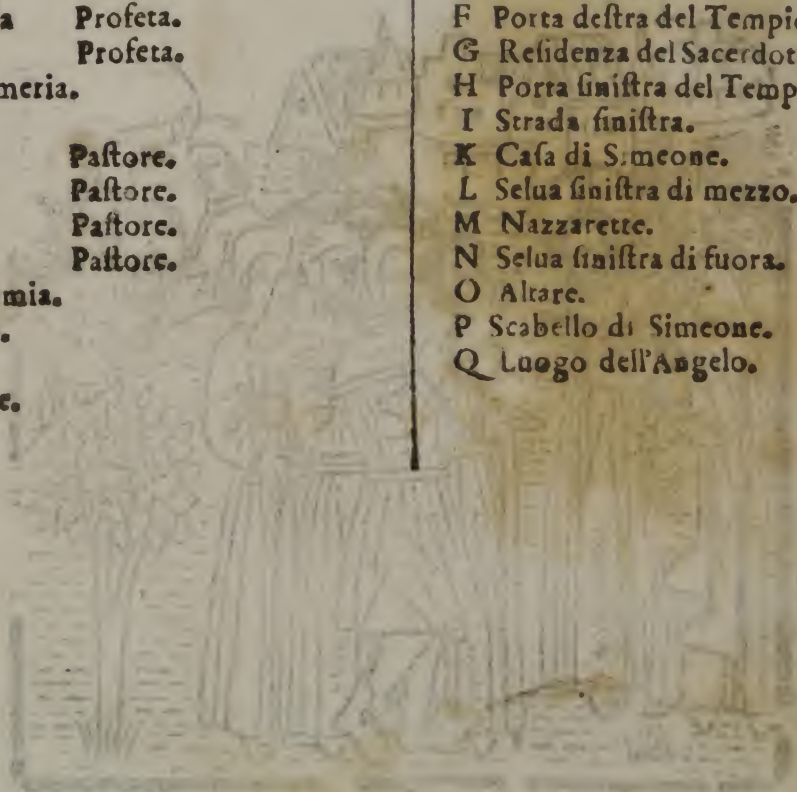 a Profeta.
Profeta.
meria.
Paſtore.
Paſtore.
Paſtore.
Paſtore.
mia.
e.
F Porta deſtra del Tempio
G Reſidenza del Sacerdot
H Porta ſiniſtra del Temp
I Strada ſiniſtra.
K Caſa di Simeone.
L Selua ſiniſtra di mezzo.
M Nazzarette.
N Selua ſiniſtra di fuora.
O Altare.
P Scabello di Simeone.
Q Luogo dell'Angelo.